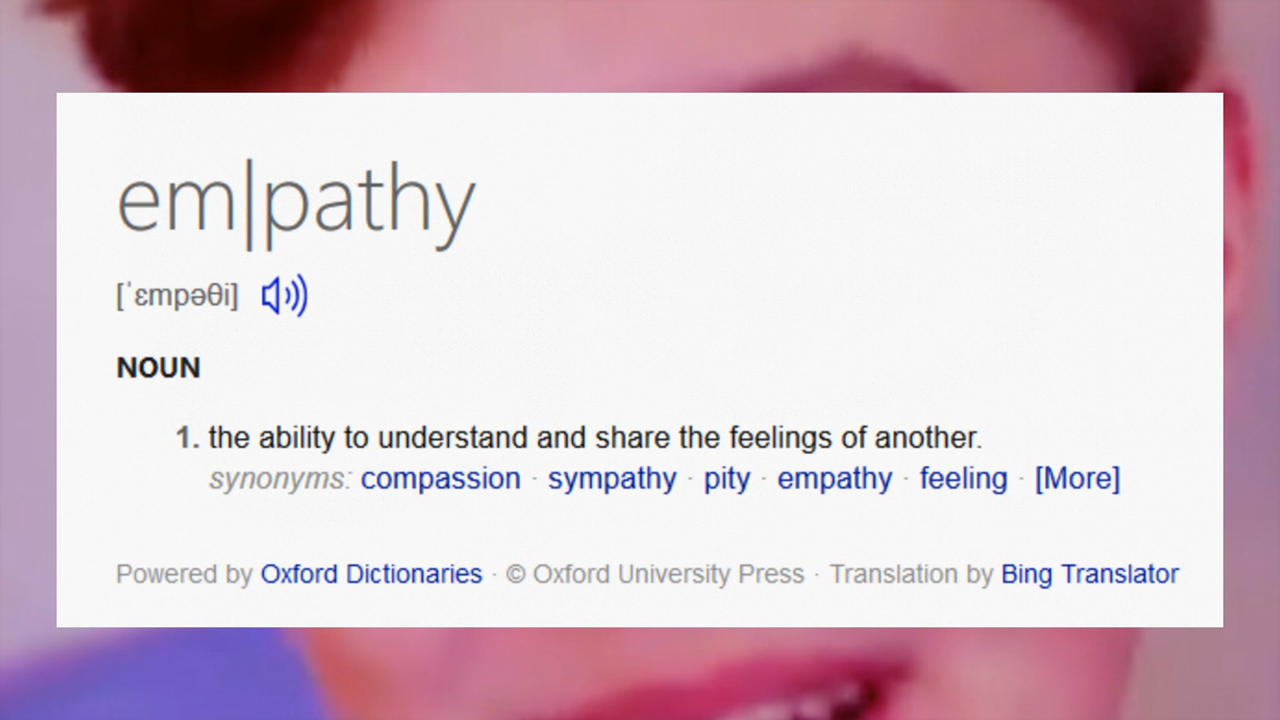 em|pathy
[ˈɛmpəθi]
NOUN
1. the ability to understand and share the feelings of another.
synonyms: compassion · sympathy · pity · empathy · feeling · [More]
Powered by Oxford Dictionaries · © Oxford University Press · Translation by Bing Translator